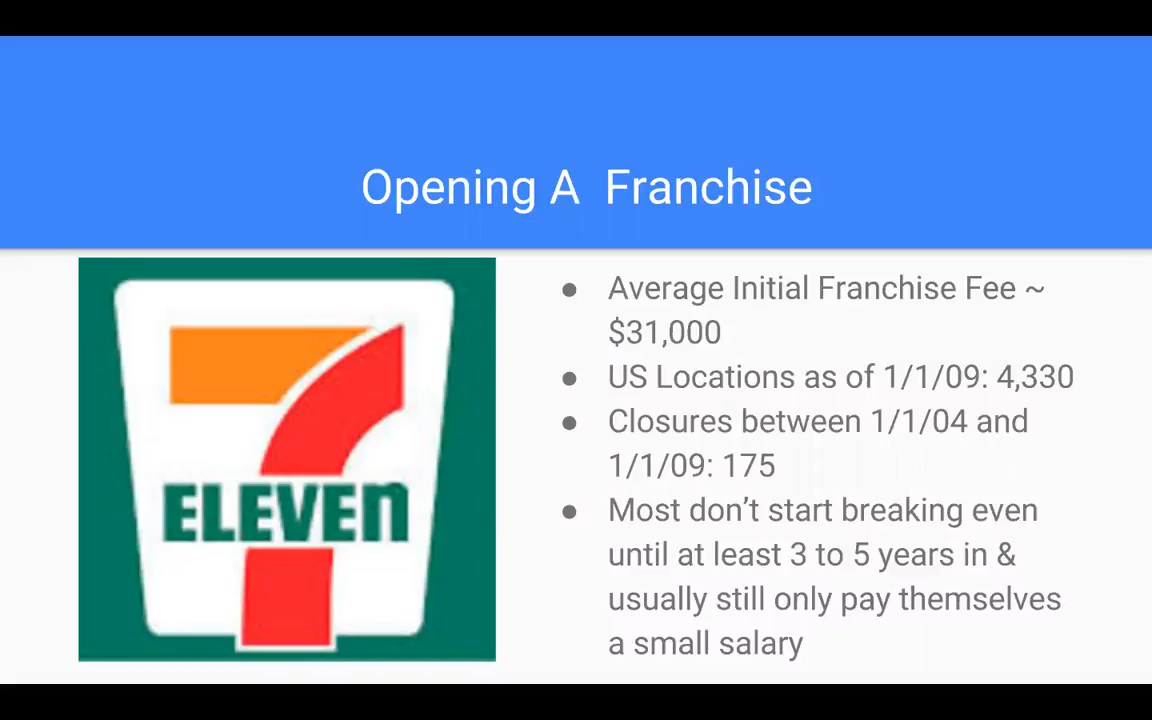 Opening A  Franchise
7
ELEVEn
● Average Initial Franchise Fee ~
$31,000
● US Locations as of 1/1/09: 4,330
● Closures between 1/1/04 and
1/1/09: 175
● Most don’t start breaking even
until at least 3 to 5 years in &
usually still only pay themselves
a small salary